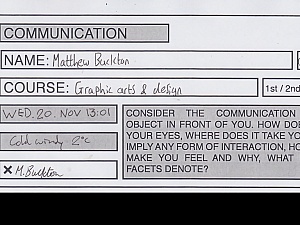 COMMUNICATION
NAME: Matthew Buckton
COURSE: Graphic arts & design
1st / 2nd
WED. 20. NOV 13:01
Cold windy 2°c
× M.Buckton
CONSIDER THE COMMUNICATION
OBJECT IN FRONT OF YOU. HOW DOE
YOUR EYES, WHERE DOES IT TAKE YO
IMPLY ANY FORM OF INTERACTION, HO
MAKE YOU FEEL AND WHY, WHAT
FACETS DENOTE?